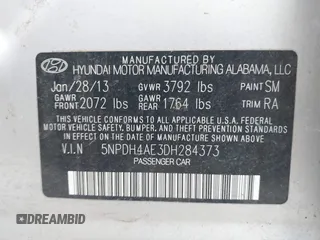 MANUFACTURED BY
HYUNDAI MOTOR MANUFACTURING ALABAMA, LLC
Jan/28/13 GVWR 3792 lbs PAINT SM
GAWR FRONT 2072 lbs GAWR REAR 1764 lbs TRIM RA
THIS VEHICLE CONFORMS TO ALL APPLICABLE
U.S. FEDERAL MOTOR VEHICLE SAFETY, BUMPER,
AND THEFT PREVENTION STANDARDS IN EFFECT ON
THE DATE OF MANUFACTURE SHOWN ABOVE.
V.I.N 5NPDH4AE3DH284373
PASSENGER CAR
DREAMBID